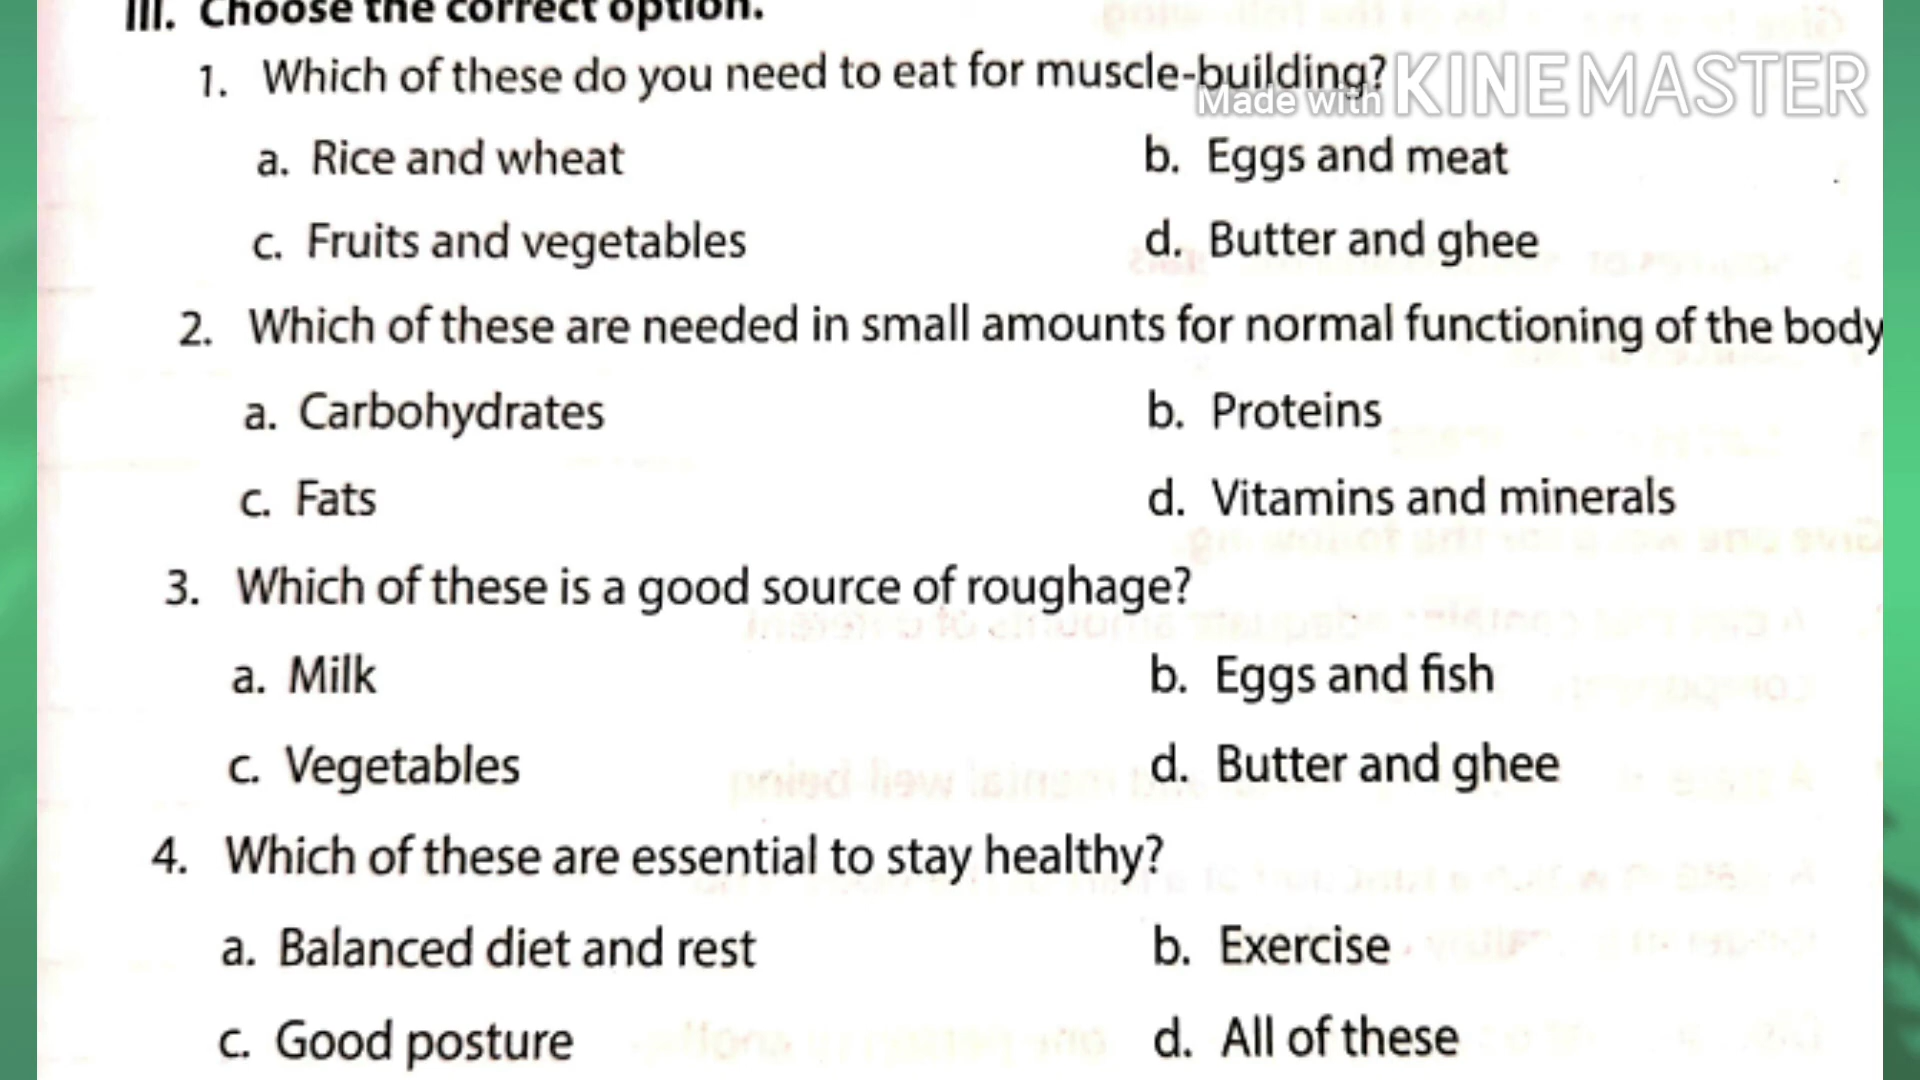 III. Choose the correct option.
1. Which of these do you need to eat for muscle-building?
Made with KINEMASTER
a. Rice and wheat b. Eggs and meat
c. Fruits and vegetables d. Butter and ghee
2. Which of these are needed in small amounts for normal functioning of the body
a. Carbohydrates b. Proteins
c. Fats d. Vitamins and minerals
3. Which of these is a good source of roughage?
a. Milk b. Eggs and fish
c. Vegetables d. Butter and ghee
4. Which of these are essential to stay healthy?
a. Balanced diet and rest b. Exercise
c. Good posture d. All of these